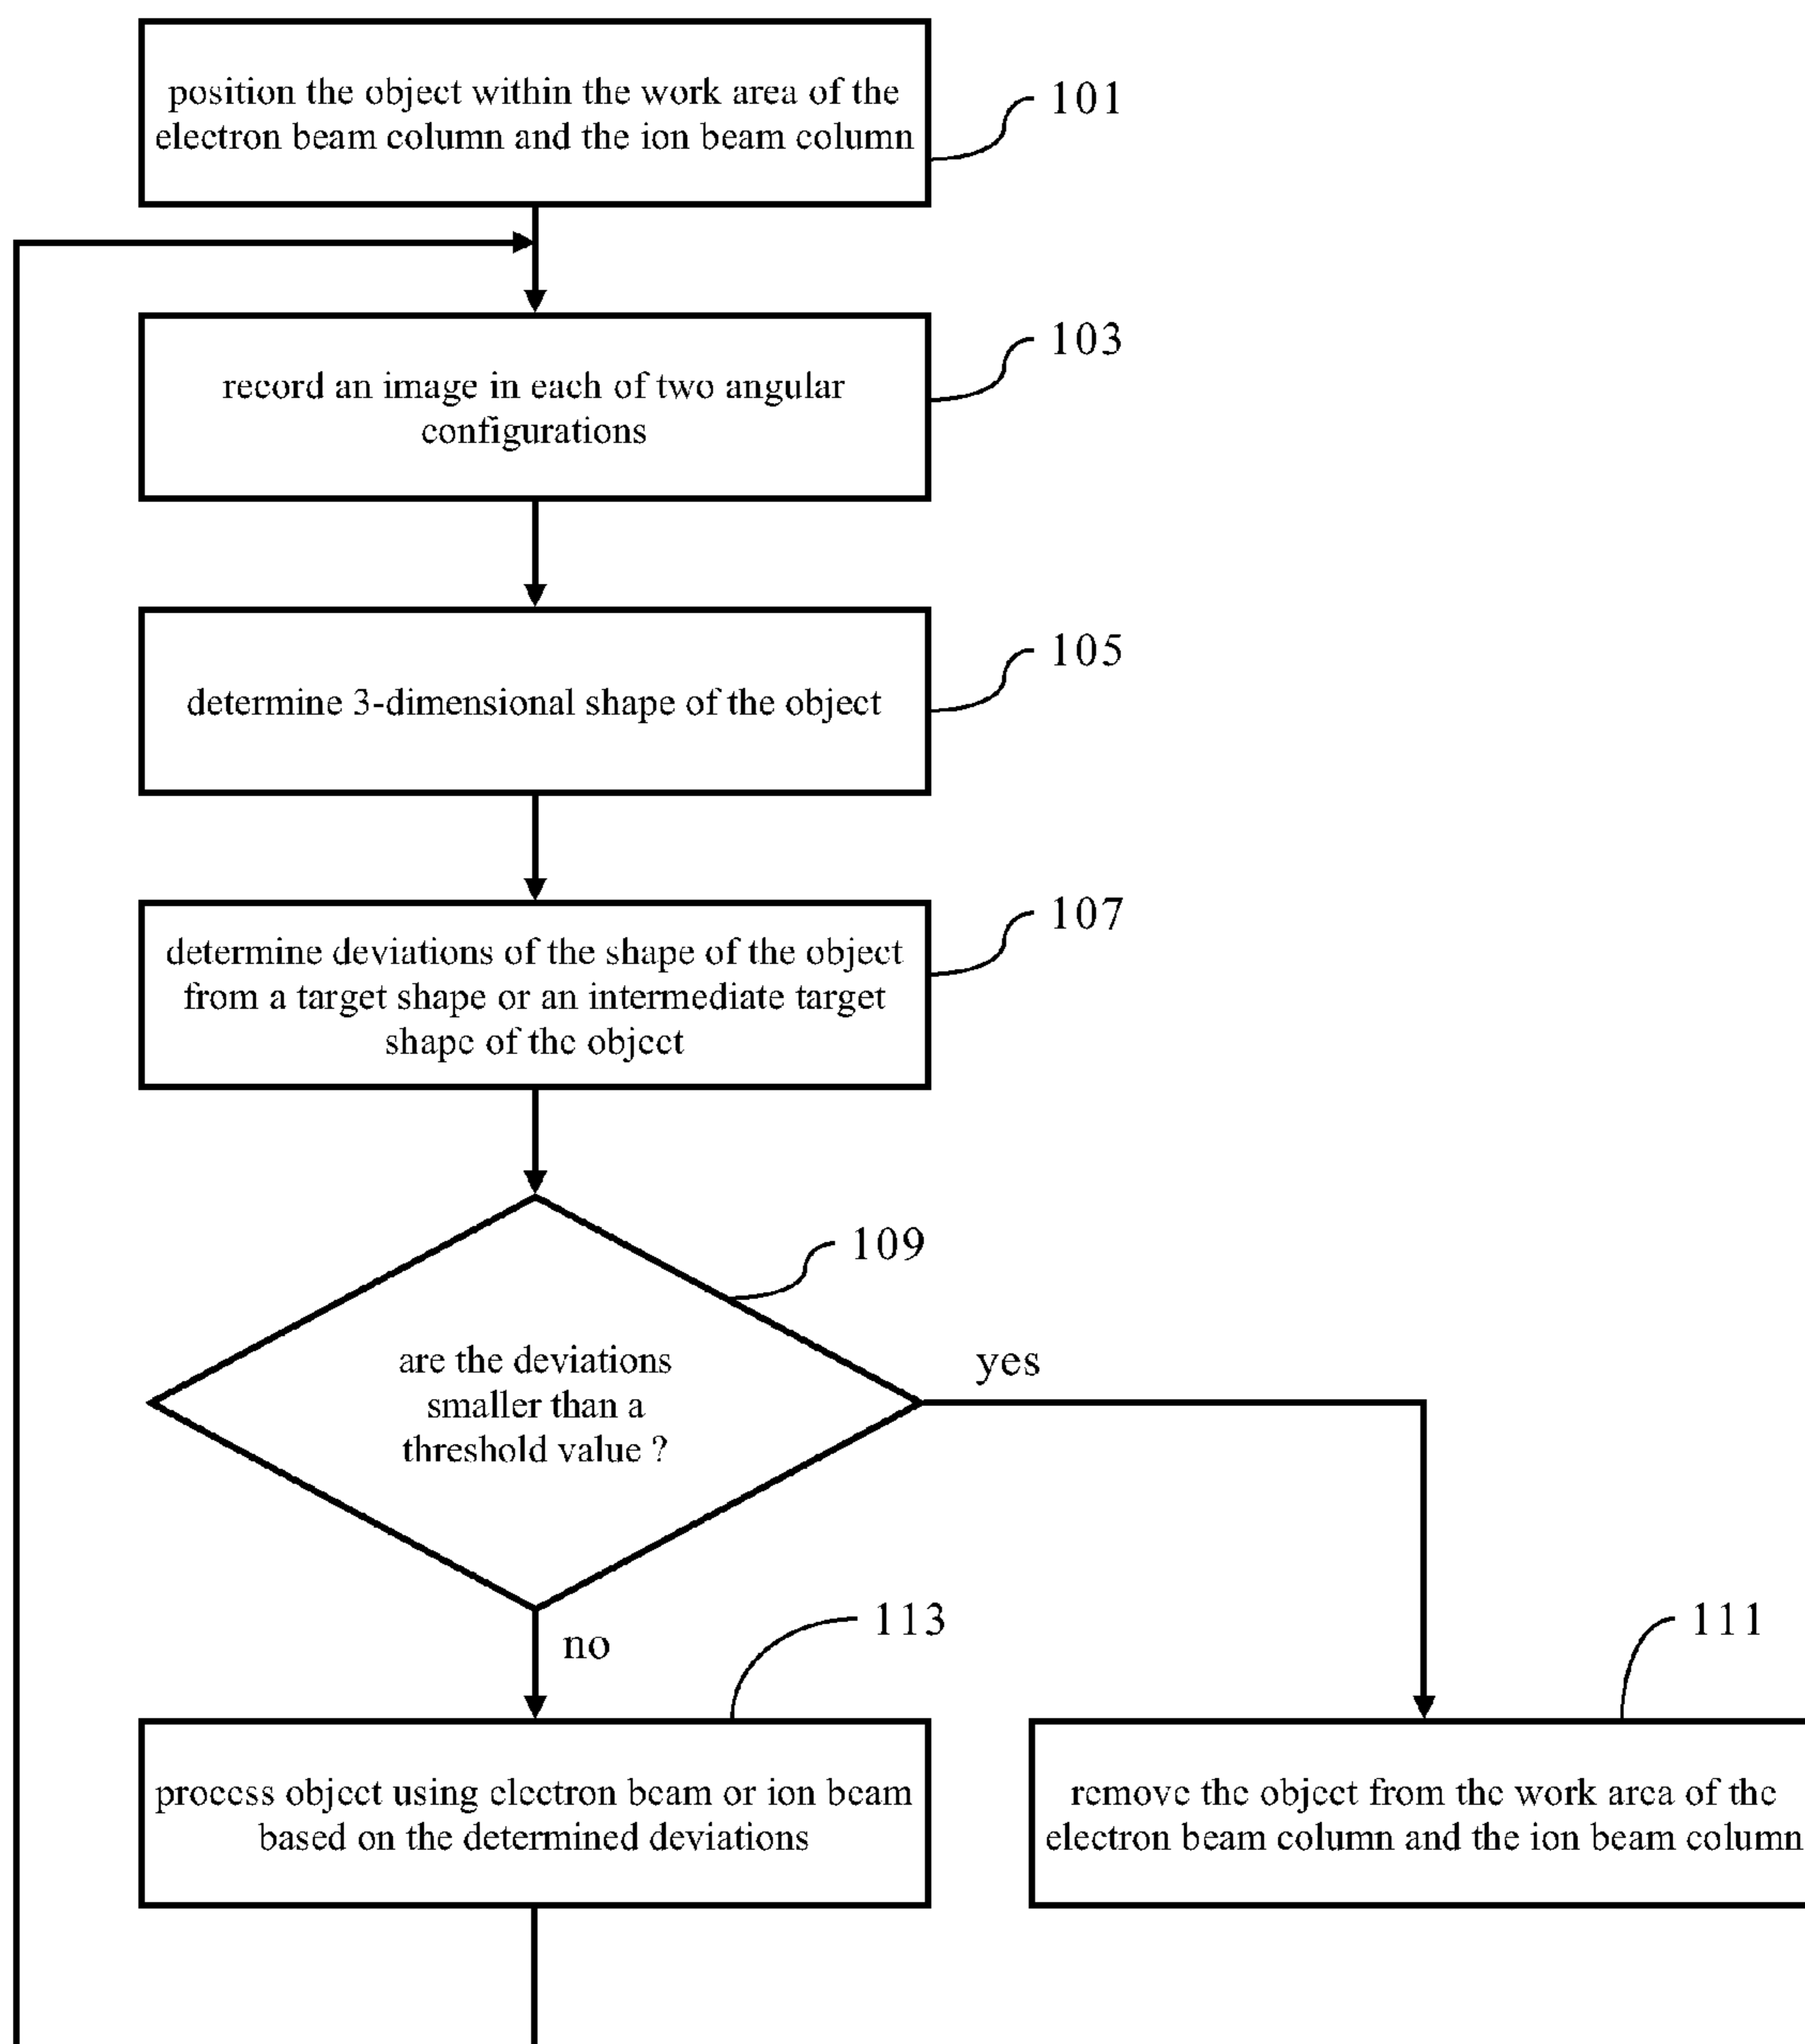 position the object within the work area of the
electron beam column and the ion beam column
101
record an image in each of two angular
configurations
103
determine 3-dimensional shape of the object
105
determine deviations of the shape of the object
from a target shape or an intermediate target
shape of the object
107
are the deviations
smaller than a
threshold value ?
109
yes
no
113
111
process object using electron beam or ion beam
based on the determined deviations
remove the object from the work area of the
electron beam column and the ion beam column